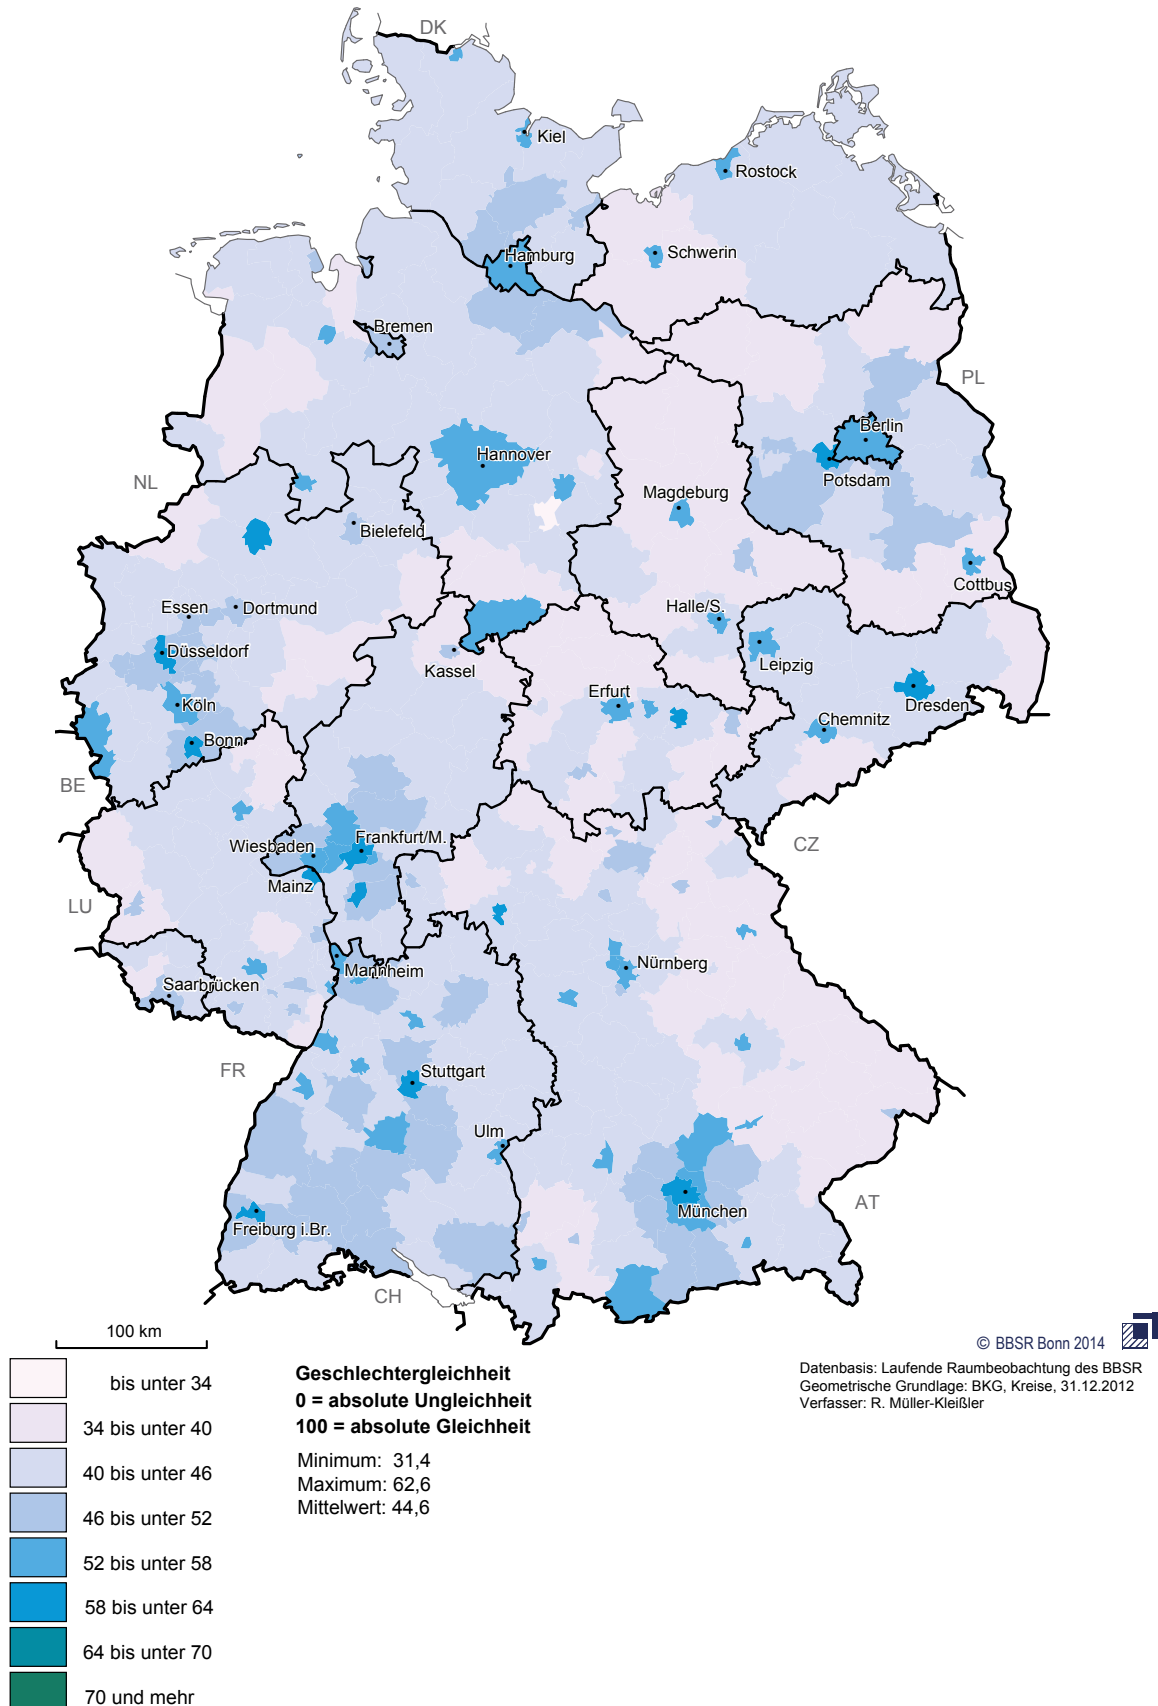 DK
Kiel
Rostock
Hamburg
Schwerin
Bremen
PL
Berlin
Hannover
Potsdam
NL
Magdeburg
Bielefeld
Cottbus
Essen
Dortmund
Halle/S.
Düsseldorf
Leipzig
Kassel
Erfurt
Köln
Dresden
Chemnitz
Bonn
BE
Wiesbaden
Frankfurt/M.
CZ
Mainz
LU
Mannheim
Nürnberg
Saarbrücken
FR
Stuttgart
Ulm
AT
München
Freiburg i.Br.
CH
100 km
© BBSR Bonn 2014
Datenbasis: Laufende Raumbeobachtung des BBSR
Geometrische Grundlage: BKG, Kreise, 31.12.2012
Verfasser: R. Müller-Kleißler
bis unter 34
34 bis unter 40
40 bis unter 46
46 bis unter 52
52 bis unter 58
58 bis unter 64
64 bis unter 70
70 und mehr
Geschlechtergleichheit
0 = absolute Ungleichheit
100 = absolute Gleichheit
Minimum: 31,4
Maximum: 62,6
Mittelwert: 44,6